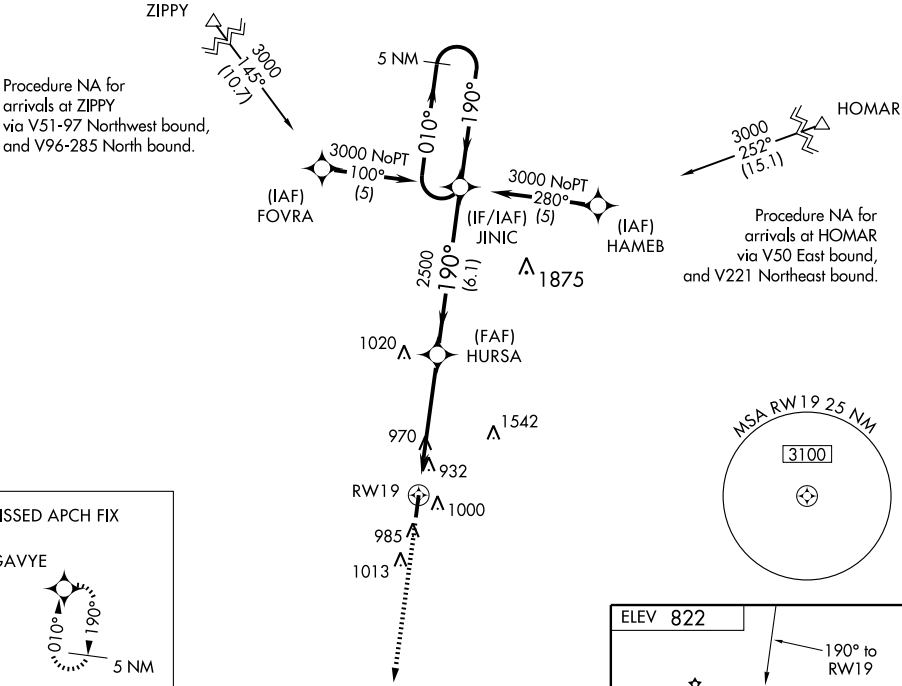 ZIPPY
3000
145°
(10.7)
Procedure NA for
arrivals at ZIPPY
via V51-97 Northwest bound,
and V96-285 North bound.
5 NM
010°
190°
HOMAR
3000
252°
(15.1)
3000 NoPT
100°
(5)
(IAF)
FOVRA
3000 NoPT
280°
(5)
(IF/IAF)
JINIC
(IAF)
HAMEB
Procedure NA for
arrivals at HOMAR
via V50 East bound,
and V221 Northeast bound.
2500
190°
(6.1)
1875
1020
(FAF)
HURSA
1542
970
932
RW19
1000
985
1013
MSA RW19 25 NM
3100
ISSED APCH FIX
GAVYE
010°
190°
5 NM
ELEV 822
190° to
RW19